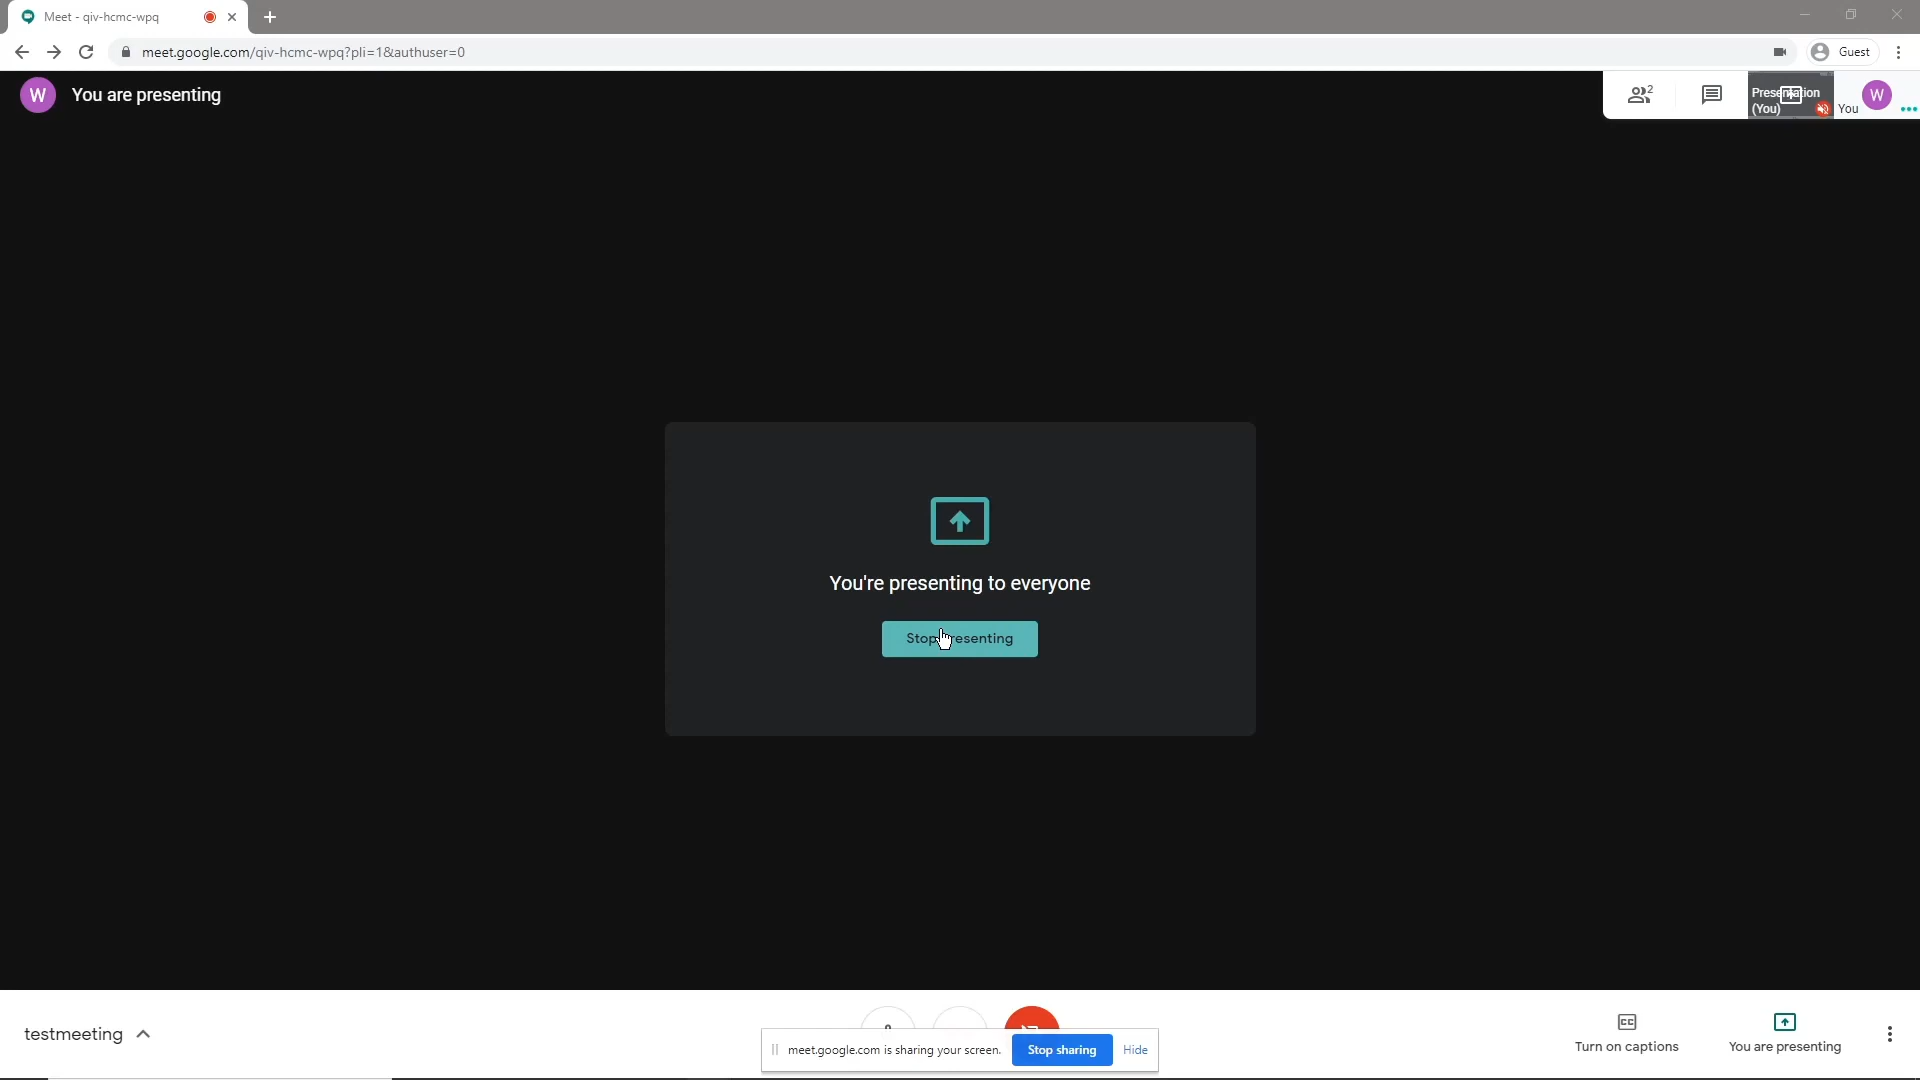 Meet - qiv-hcmc-wpq
meet.google.com/qiv-hcmc-wpq?pli=1&authuser=0
Guest
W You are presenting
2
Presentation
(You)
You
W
You're presenting to everyone
Stop presenting
testmeeting
meet.google.com is sharing your screen.
Stop sharing
Hide
CC
Turn on captions
You are presenting